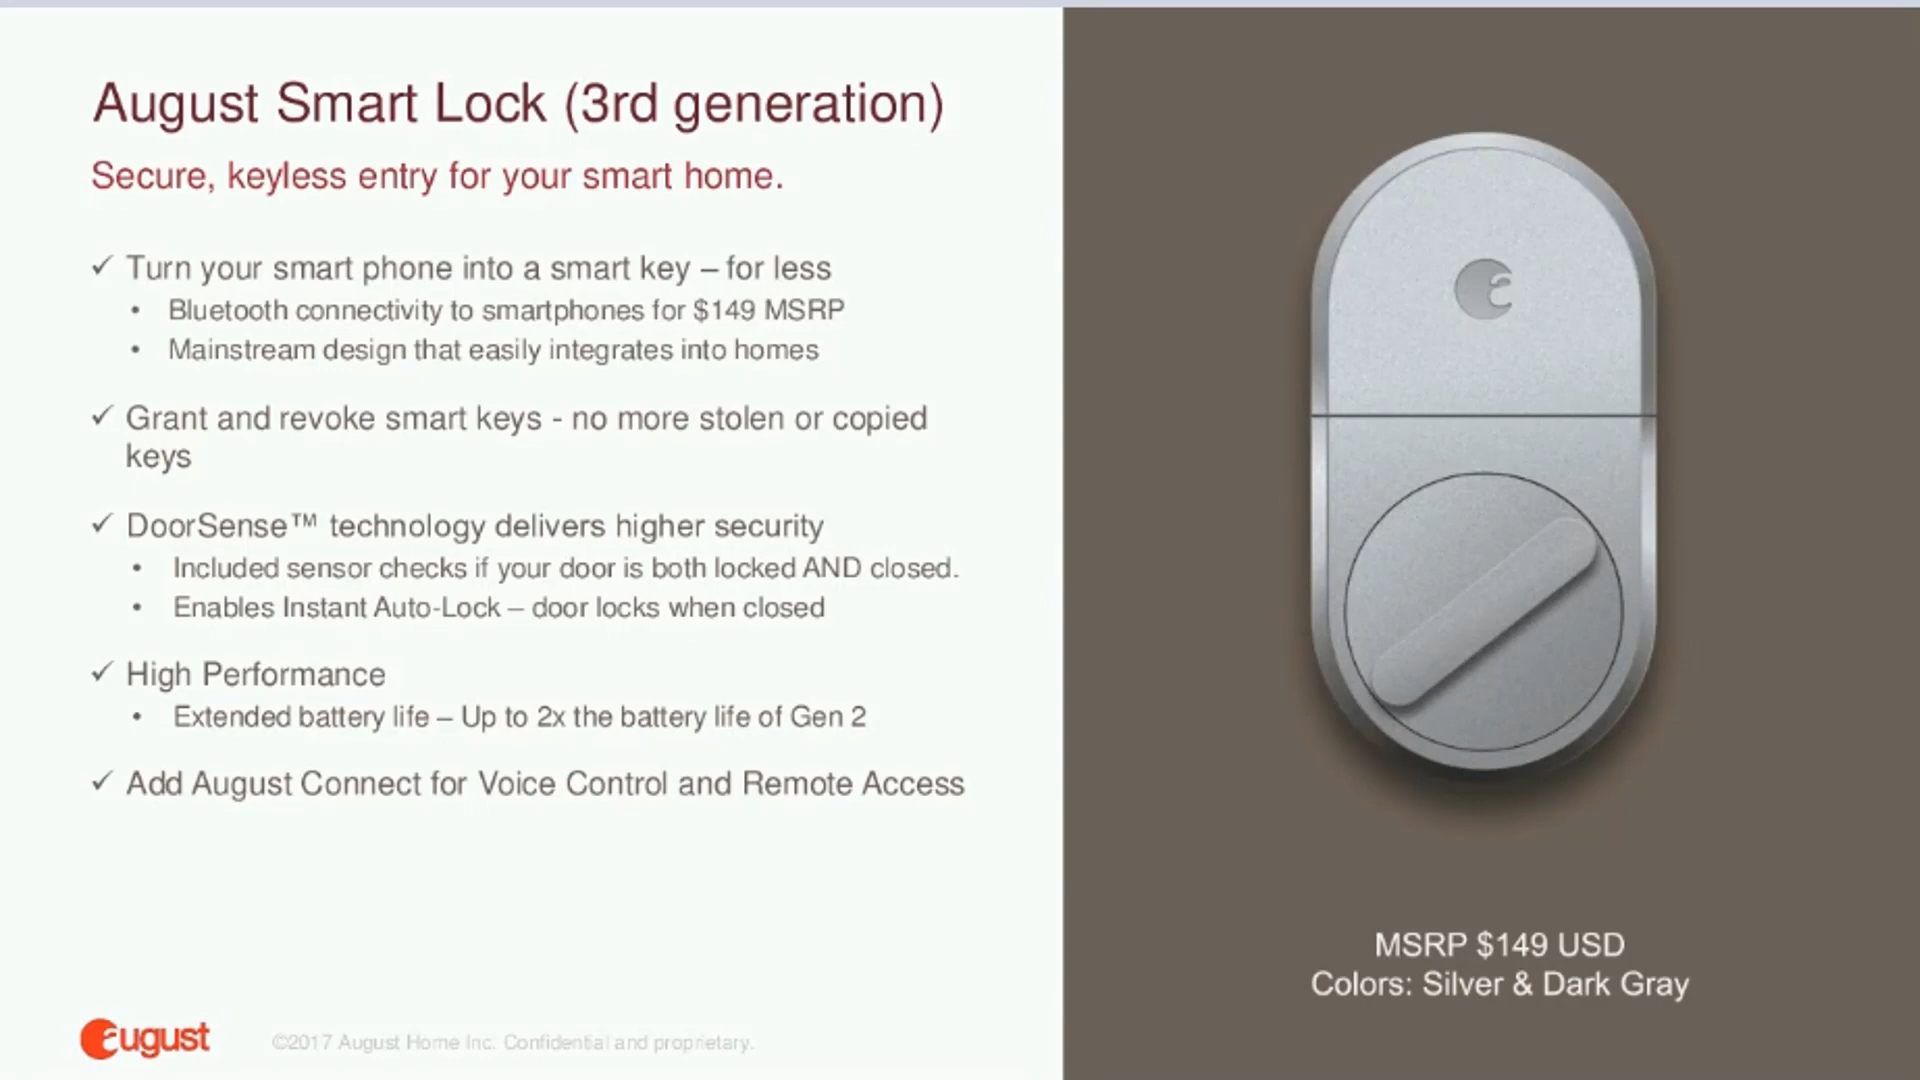 August Smart Lock (3rd generation)
Secure, keyless entry for your smart home.
✓ Turn your smart phone into a smart key – for less
• Bluetooth connectivity to smartphones for $149 MSRP
• Mainstream design that easily integrates into homes
✓ Grant and revoke smart keys - no more stolen or copied
keys
✓ DoorSense™ technology delivers higher security
• Included sensor checks if your door is both locked AND closed.
• Enables Instant Auto-Lock – door locks when closed
✓ High Performance
• Extended battery life – Up to 2x the battery life of Gen 2
✓ Add August Connect for Voice Control and Remote Access
august
©2017 August Home Inc. Confidential and proprietary.
a
MSRP $149 USD
Colors: Silver & Dark Gray